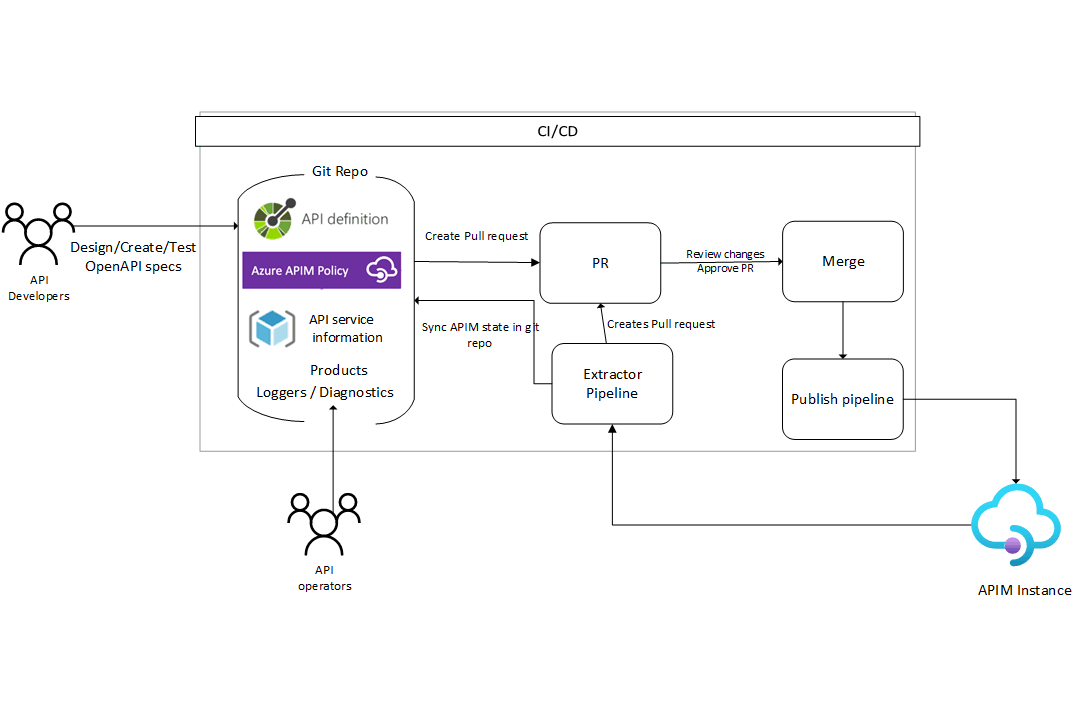 CI/CD
Git Repo
API definition
Azure APIM Policy
API service
information
Products
Loggers / Diagnostics
Design/Create/Test
OpenAPI specs
API
Developers
Create Pull request
PR
Review changes
Approve PR
Merge
Sync APIM state in git
repo
Creates Pull request
Extractor
Pipeline
Publish pipeline
API
operators
APIM Instance